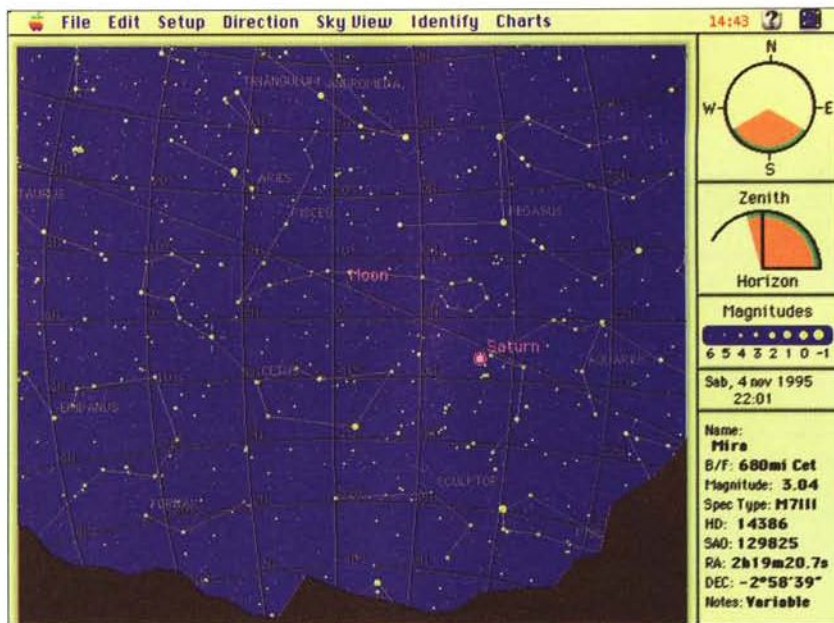 File Edit Setup Direction Sky View Identify Charts 14:43
TRIANGULUM ANDROMEDA
ARIES
TAURUS
PISCES
PEGASUS
Moon
Saturn
CETUS
AQUARIUS
ERIDANUS
SCULPTOR
FORNAX
N
W
E
S
Zenith
Horizon
Magnitudes
6 5 4 3 2 1 0 -1
Sab, 4 nov 1995
22:01
Name:
Mira
B/F: 680mi Cet
Magnitude: 3.04
Spec Type: M7III
HD: 14386
SAO: 129825
RA: 2h19m20.7s
DEC: -2°58'39"
Notes: Variable